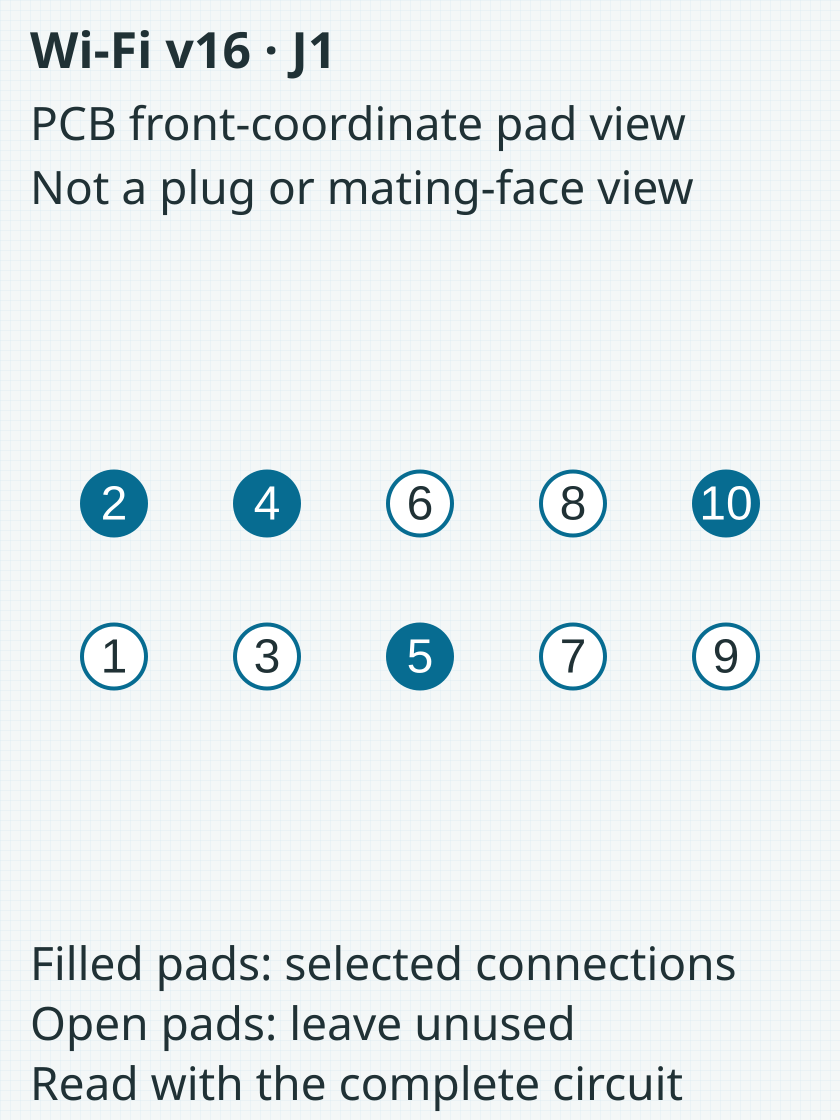 Wi-Fi v16 · J1
PCB front-coordinate pad view
Not a plug or mating-face view
2 4 6 8 10
1 3 5 7 9
Filled pads: selected connections
Open pads: leave unused
Read with the complete circuit